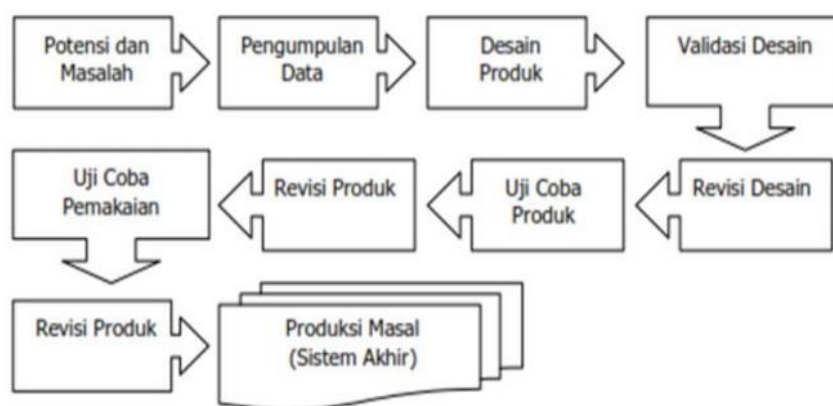 Potensi dan
Masalah
Pengumpulan
Data
Desain
Produk
Validasi Desain
Revisi Desain
Uji Coba
Produk
Revisi Produk
Uji Coba
Pemakaian
Revisi Produk
Produksi Masal
(Sistem Akhir)